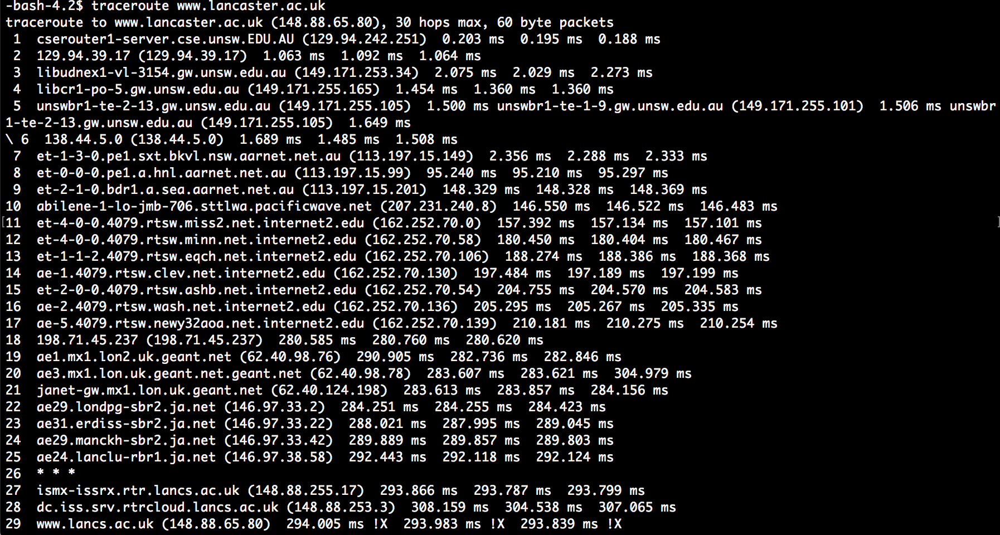 -bash-4.2$ traceroute www.lancaster.ac.uk
traceroute to www.lancaster.ac.uk (148.88.65.80), 30 hops max, 60 byte packets
 1  cserouter1-server.cse.unsw.EDU.AU (129.94.242.251)  0.203 ms  0.195 ms  0.188 ms
 2  129.94.39.17 (129.94.39.17)  1.063 ms  1.092 ms  1.064 ms
 3  libudnex1-vl-3154.gw.unsw.edu.au (149.171.253.34)  2.075 ms  2.029 ms  2.273 ms
 4  libcr1-po-5.gw.unsw.edu.au (149.171.255.165)  1.454 ms  1.360 ms  1.360 ms
 5  unswbr1-te-2-13.gw.unsw.edu.au (149.171.255.105)  1.500 ms unswbr1-te-1-9.gw.unsw.edu.au (149.171.255.101)  1.506 ms unswbr
1-te-2-13.gw.unsw.edu.au (149.171.255.105)  1.649 ms
\ 6  138.44.5.0 (138.44.5.0)  1.689 ms  1.485 ms  1.508 ms
 7  et-1-3-0.pe1.sxt.bkvl.nsw.aarnet.net.au (113.197.15.149)  2.356 ms  2.288 ms  2.333 ms
 8  et-0-0-0.pe1.a.hnl.aarnet.net.au (113.197.15.99)  95.240 ms  95.210 ms  95.297 ms
 9  et-2-1-0.bdr1.a.sea.aarnet.net.au (113.197.15.201)  148.329 ms  148.328 ms  148.369 ms
10  abilene-1-lo-jmb-706.sttlwa.pacificwave.net (207.231.240.8)  146.550 ms  146.522 ms  146.483 ms
11  et-4-0-0.4079.rtsw.miss2.net.internet2.edu (162.252.70.0)  157.392 ms  157.134 ms  157.101 ms
12  et-4-0-0.4079.rtsw.minn.net.internet2.edu (162.252.70.58)  180.450 ms  180.404 ms  180.467 ms
13  et-1-1-2.4079.rtsw.eqch.net.internet2.edu (162.252.70.106)  188.274 ms  188.386 ms  188.368 ms
14  ae-1.4079.rtsw.clev.net.internet2.edu (162.252.70.130)  197.484 ms  197.189 ms  197.199 ms
15  et-2-0-0.4079.rtsw.ashb.net.internet2.edu (162.252.70.54)  204.755 ms  204.570 ms  204.583 ms
16  ae-2.4079.rtsw.wash.net.internet2.edu (162.252.70.136)  205.295 ms  205.267 ms  205.335 ms
17  ae-5.4079.rtsw.newy32aoa.net.internet2.edu (162.252.70.139)  210.181 ms  210.275 ms  210.254 ms
18  198.71.45.237 (198.71.45.237)  280.585 ms  280.760 ms  280.620 ms
19  ae1.mx1.lon2.uk.geant.net (62.40.98.76)  290.905 ms  282.736 ms  282.846 ms
20  ae3.mx1.lon.uk.geant.net.geant.net (62.40.98.78)  283.607 ms  283.621 ms  304.979 ms
21  janet-gw.mx1.lon.uk.geant.net (62.40.124.198)  283.613 ms  283.857 ms  284.156 ms
22  ae29.londpg-sbr2.ja.net (146.97.33.2)  284.251 ms  284.255 ms  284.423 ms
23  ae31.erdiss-sbr2.ja.net (146.97.33.22)  288.021 ms  287.995 ms  289.045 ms
24  ae29.manckh-sbr2.ja.net (146.97.33.42)  289.889 ms  289.857 ms  289.803 ms
25  ae24.lanclu-rbr1.ja.net (146.97.38.58)  292.443 ms  292.118 ms  292.124 ms
26  * * *
27  ismx-issrx.rtr.lancs.ac.uk (148.88.255.17)  293.866 ms  293.787 ms  293.799 ms
28  dc.iss.srv.rtrcloud.lancs.ac.uk (148.88.253.3)  308.159 ms  304.538 ms  307.065 ms
29  www.lancs.ac.uk (148.88.65.80)  294.005 ms !X  293.983 ms !X  293.839 ms !X